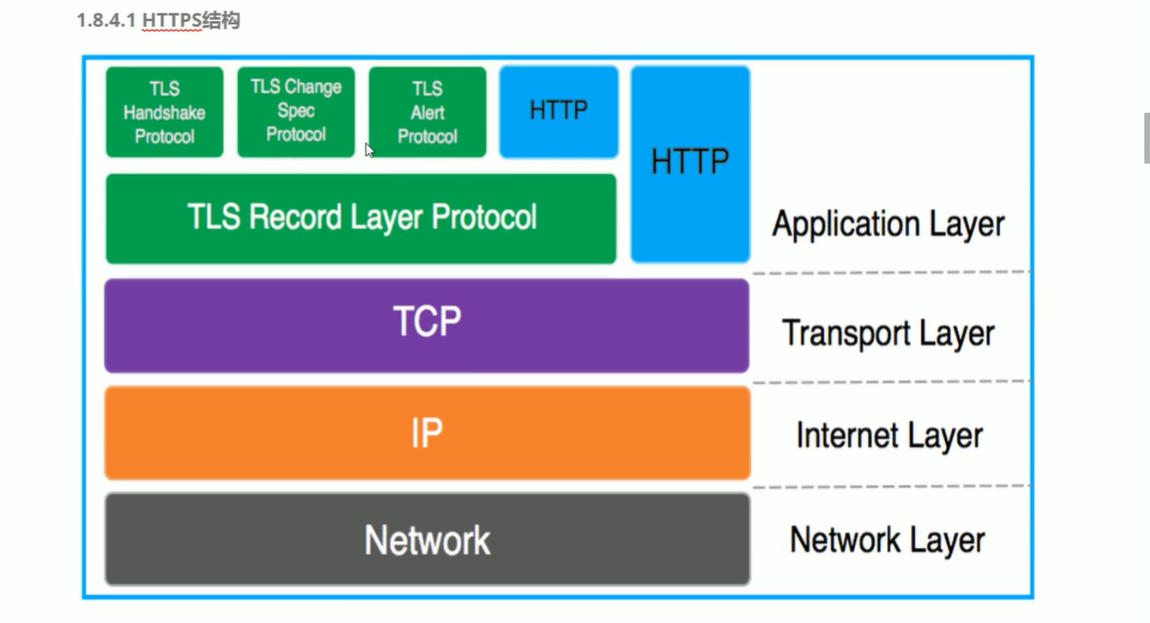 1.8.4.1 HTTPS结构
TLS
Handshake
Protocol
TLS Change
Spec
Protocol
TLS
Alert
Protocol
HTTP
HTTP
TLS Record Layer Protocol
Application Layer
TCP
Transport Layer
IP
Internet Layer
Network
Network Layer